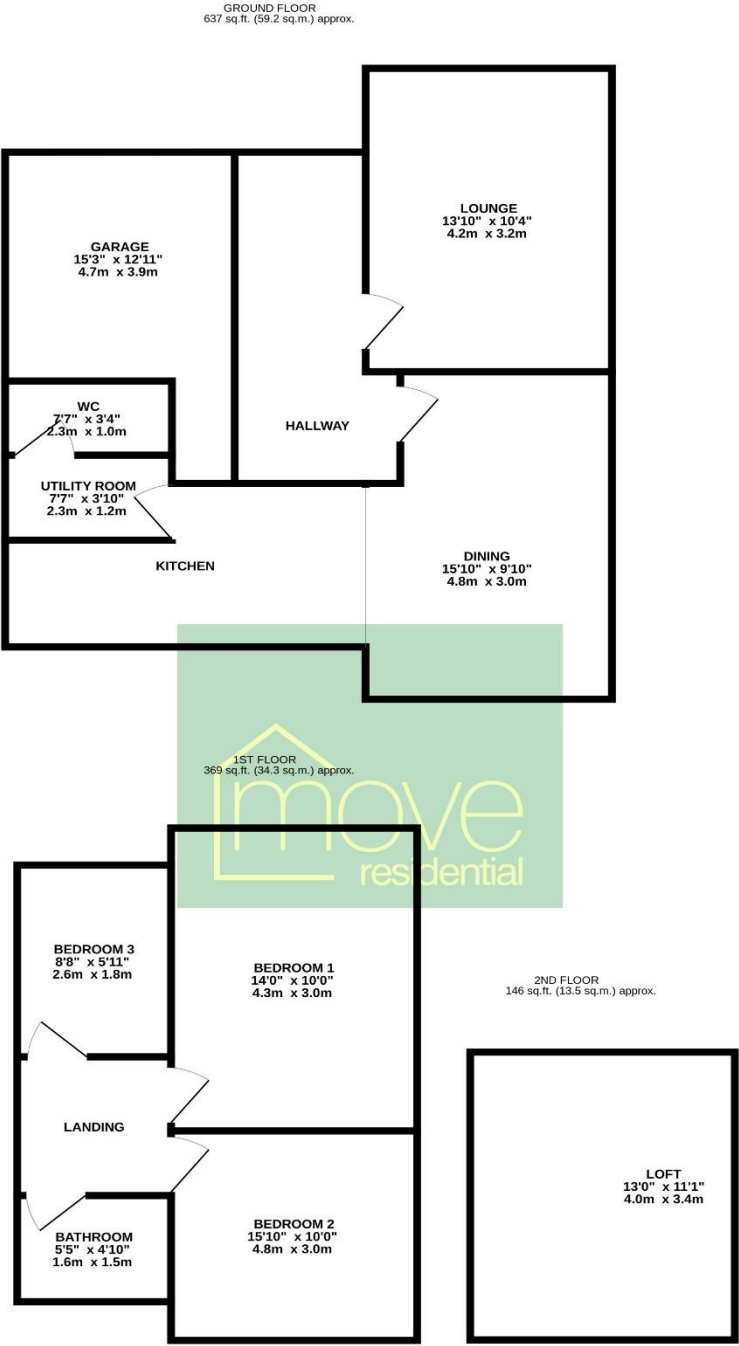 GROUND FLOOR
637 sq.ft. (59.2 sq.m.) approx.
LOUNGE
13'10" x 10'4"
4.2m x 3.2m
GARAGE
15'3" x 12'11"
4.7m x 3.9m
WC
7'7" x 3'4"
2.3m x 1.0m
HALLWAY
UTILITY ROOM
7'7" x 3'10"
2.3m x 1.2m
KITCHEN
DINING
15'10" x 9'10"
4.8m x 3.0m
1ST FLOOR
369 sq.ft. (34.3 sq.m.) approx.
move
residential
BEDROOM 3
8'8" x 5'11"
2.6m x 1.8m
BEDROOM 1
14'0" x 10'0"
4.3m x 3.0m
2ND FLOOR
146 sq.ft. (13.5 sq.m.) approx.
LANDING
LOFT
13'0" x 11'1"
4.0m x 3.4m
BATHROOM
5'5" x 4'10"
1.6m x 1.5m
BEDROOM 2
15'10" x 10'0"
4.8m x 3.0m